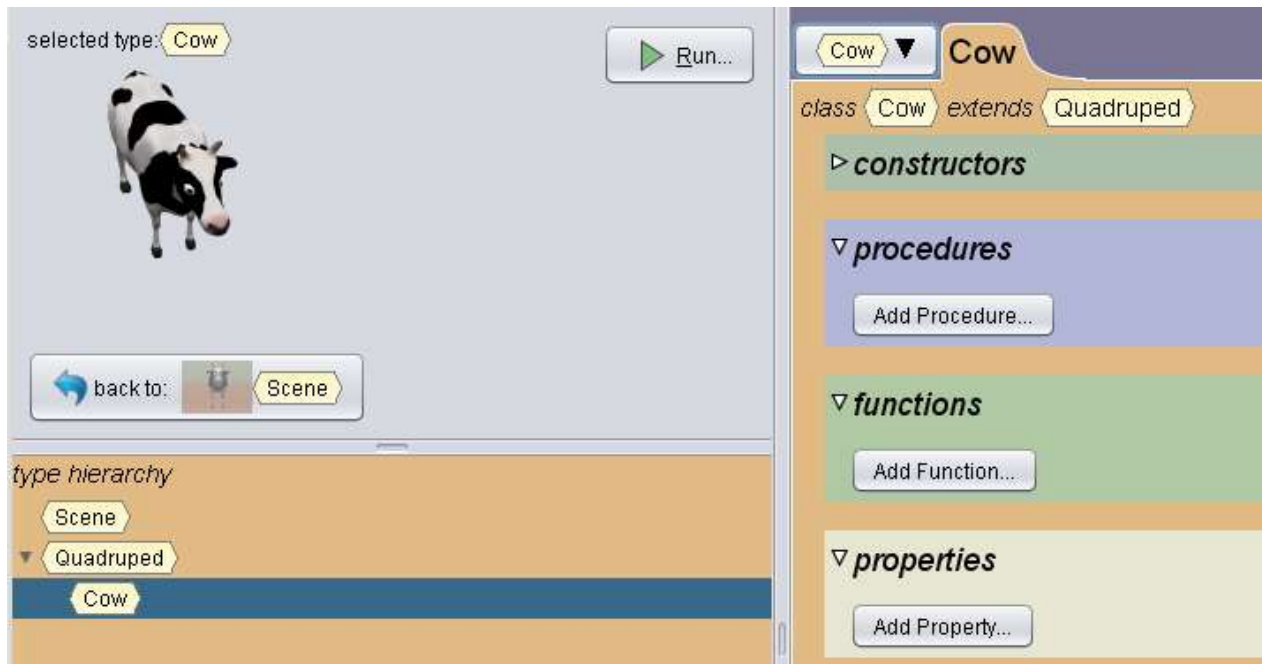 selected type: Cow
Run...
back to: Scene
type hierarchy
Scene
Quadruped
Cow
Cow Cow
class Cow extends Quadruped
constructors
procedures
Add Procedure...
functions
Add Function...
properties
Add Property...